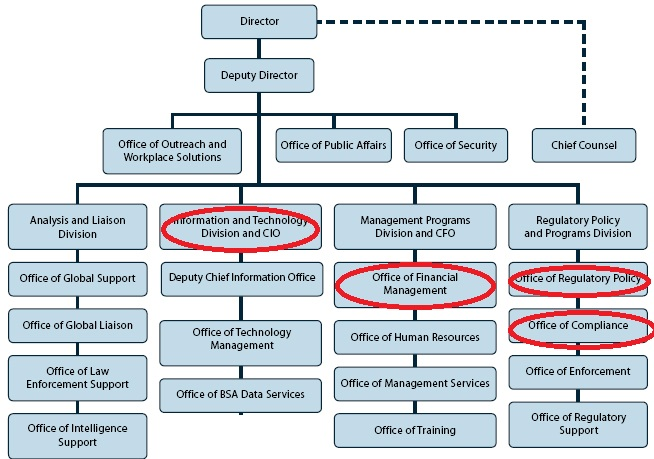 Director
Deputy Director
Office of Outreach and
Workplace Solutions
Office of Public Affairs
Office of Security
Chief Counsel
Analysis and Liaison
Division
Information and Technology
Division and CIO
Management Programs
Division and CFO
Regulatory Policy
and Programs Division
Office of Global Support
Deputy Chief Information Office
Office of Financial
Management
Office of Regulatory Policy
Office of Global Liaison
Office of Technology
Management
Office of Human Resources
Office of Compliance
Office of Law
Enforcement Support
Office of BSA Data Services
Office of Management Services
Office of Enforcement
Office of Intelligence
Support
Office of Training
Office of Regulatory
Support